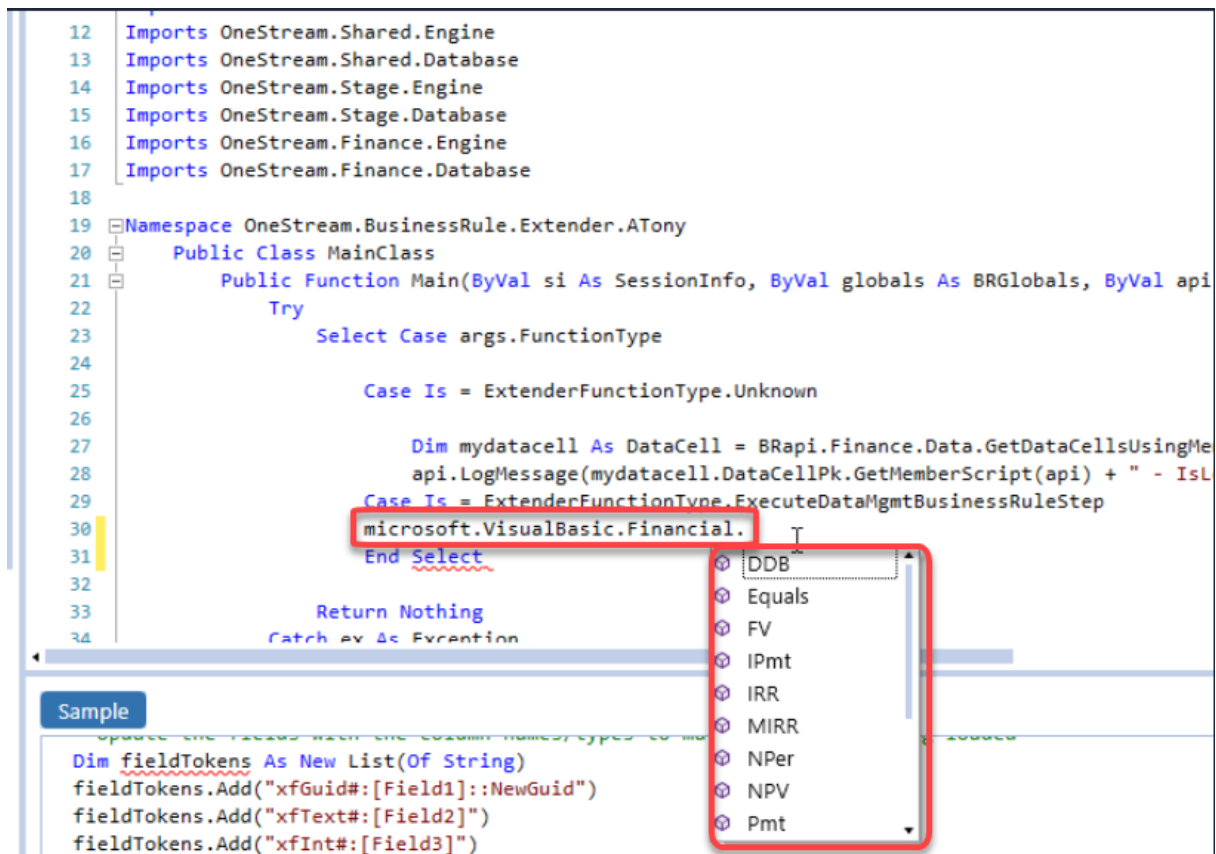 12 Imports OneStream.Shared.Engine
13 Imports OneStream.Shared.Database
14 Imports OneStream.Stage.Engine
15 Imports OneStream.Stage.Database
16 Imports OneStream.Finance.Engine
17 Imports OneStream.Finance.Database
18
19 Namespace OneStream.BusinessRule.Extender.ATony
20 Public Class MainClass
21 Public Function Main(ByVal si As SessionInfo, ByVal globals As BRGlobals, ByVal api
22 Try
23 Select Case args.FunctionType
24
25 Case Is = ExtenderFunctionType.Unknown
26
27 Dim mydatacell As DataCell = BRapi.Finance.Data.GetDataCellsUsingMe
28 api.LogMessage(mydatacell.DataCellPk.GetMemberScript(api) + " - IsL
29 Case Is = ExtenderFunctionType.ExecuteDataMgmtBusinessRuleStep
30 microsoft.VisualBasic.Financial.
31 End Select
32
33 Return Nothing
34 Catch ex As Exception
DDB
Equals
FV
IPmt
IRR
MIRR
NPer
NPV
Pmt
Sample
Dim fieldTokens As New List(Of String)
fieldTokens.Add("xfGuid#:[Field1]::NewGuid")
fieldTokens.Add("xfText#:[Field2]")
fieldTokens.Add("xfInt#:[Field3]")